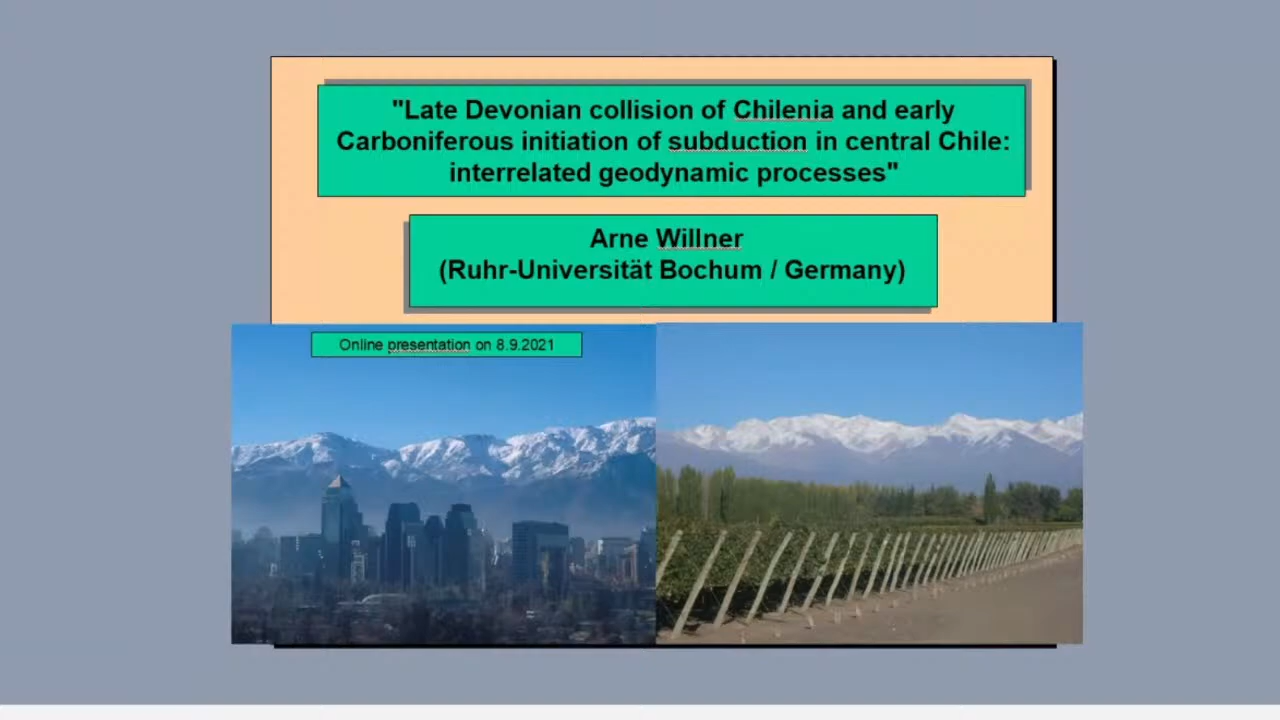 "Late Devonian collision of Chilenia and early
Carboniferous initiation of subduction in central Chile:
interrelated geodynamic processes"
Arne Willner
(Ruhr-Universität Bochum / Germany)
Online presentation on 8.9.2021